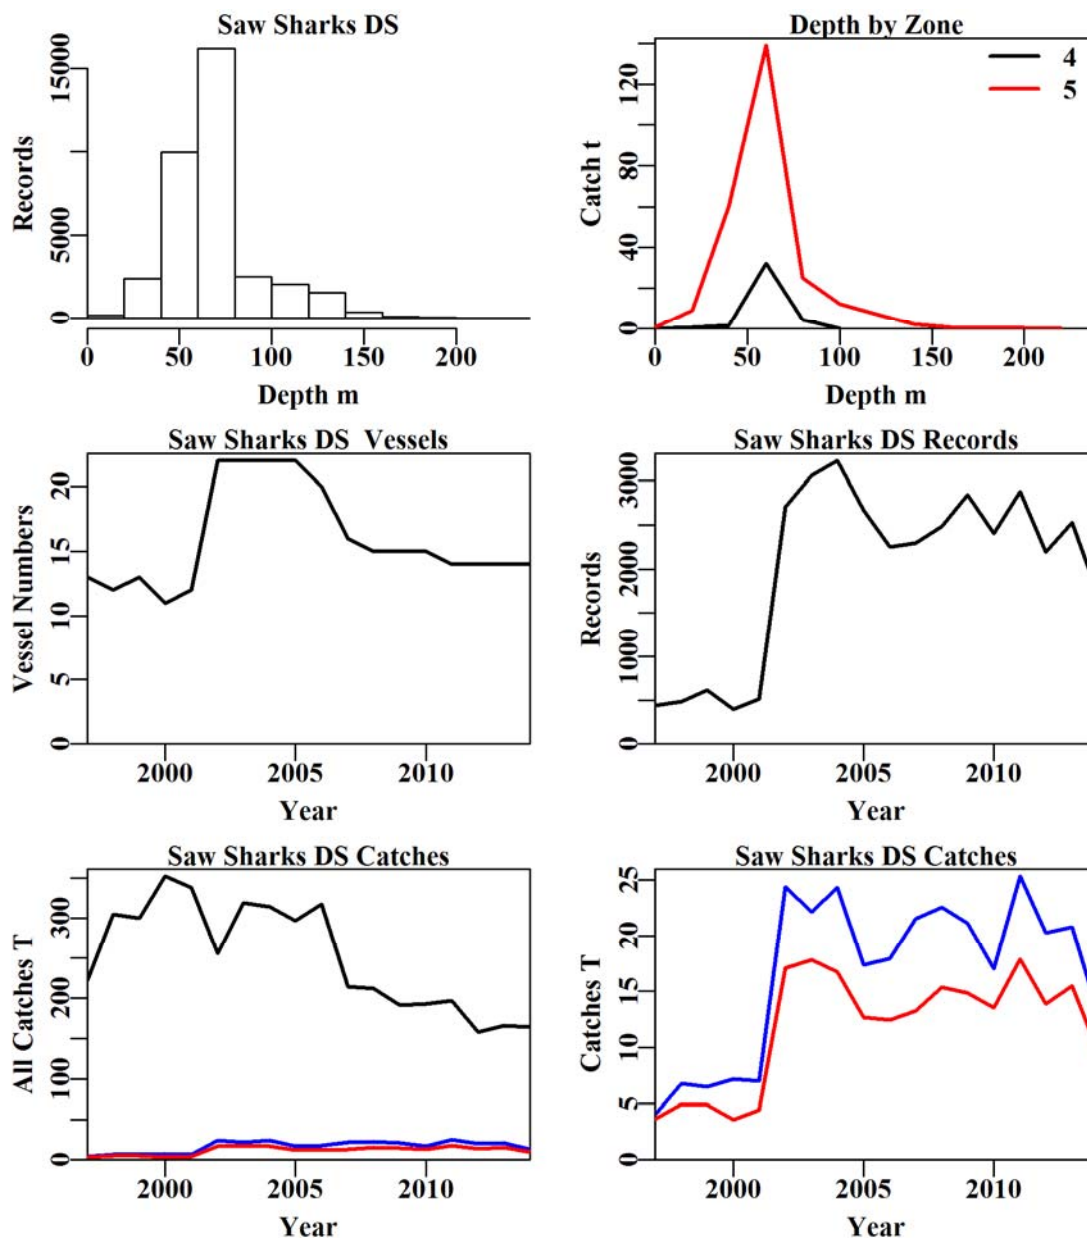 Saw Sharks DS
Records
5000
15000
0
50
100
150
200
Depth m
Depth by Zone
4
5
Catch t
0
40
80
120
0
50
100
150
200
Depth m
Saw Sharks DS Vessels
Vessel Numbers
0
5
10
15
20
2000
2005
2010
Year
Saw Sharks DS Records
Records
0
1000
2000
3000
2000
2005
2010
Year
Saw Sharks DS Catches
All Catches T
0
100
200
300
2000
2005
2010
Year
Saw Sharks DS Catches
Catches T
0
5
10
15
20
25
2000
2005
2010
Year